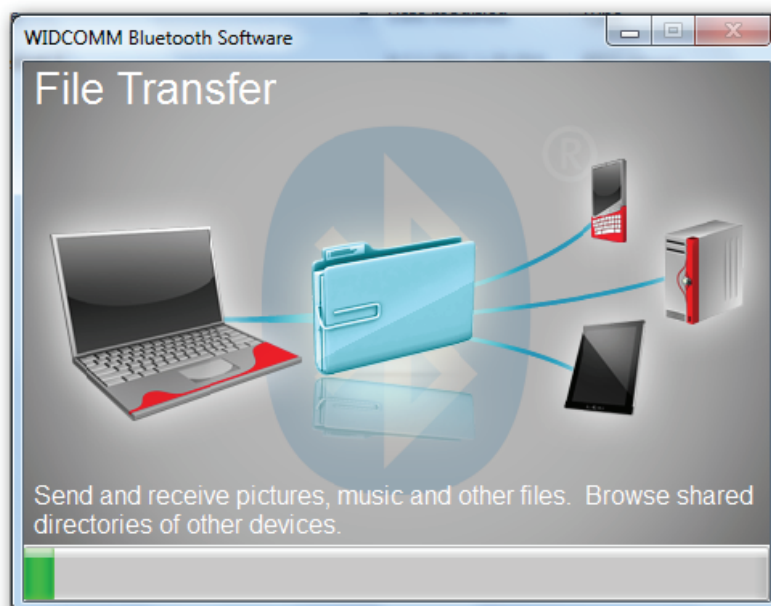 WIDCOMM Bluetooth Software
File Transfer
®
Send and receive pictures, music and other files. Browse shared
directories of other devices.